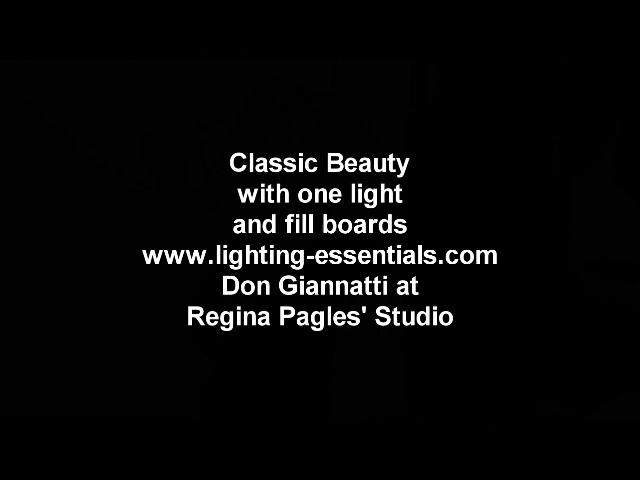 Classic Beauty
with one light
and fill boards
www.lighting-essentials.com
Don Giannatti at
Regina Pagles' Studio